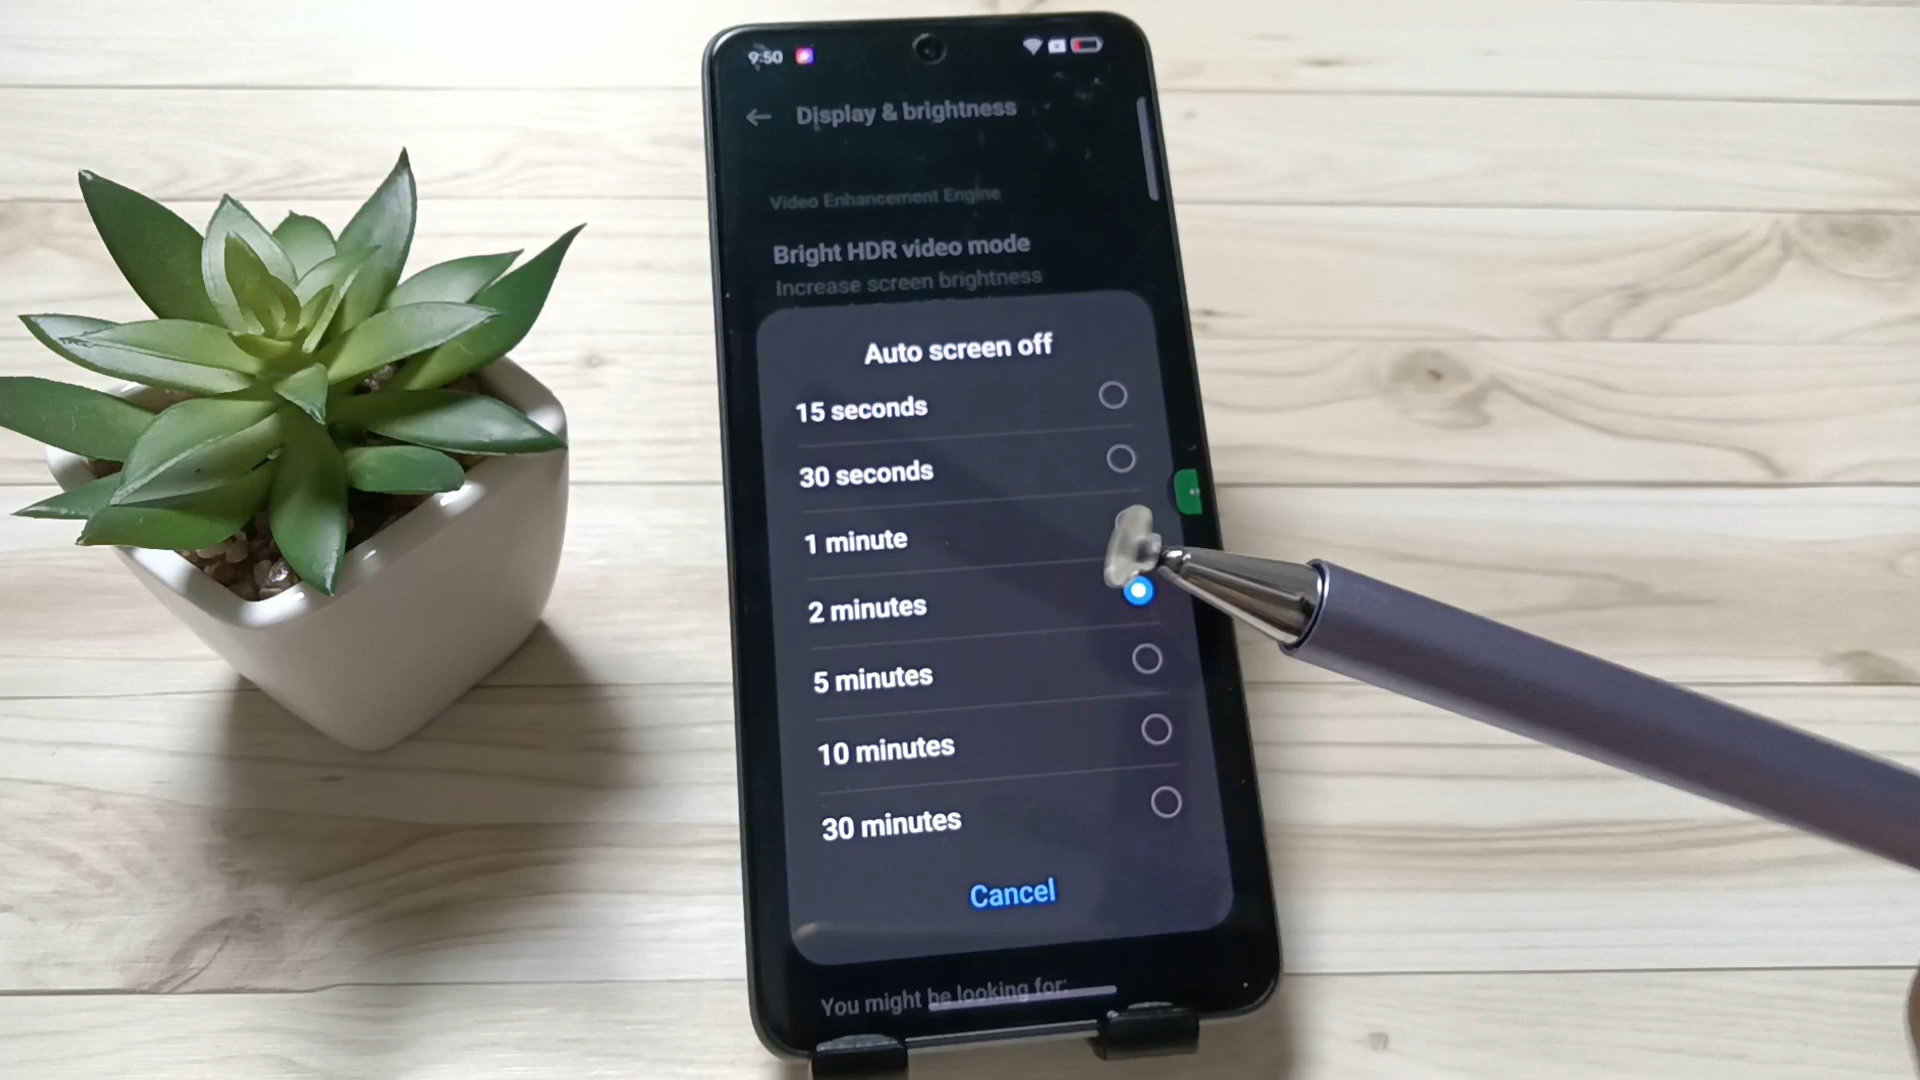 9:50
Display & brightness
Video Enhancement Engine
Bright HDR video mode
Increase screen brightness
Auto screen off
15 seconds
30 seconds
1 minute
2 minutes
5 minutes
10 minutes
30 minutes
Cancel
You might be looking for: